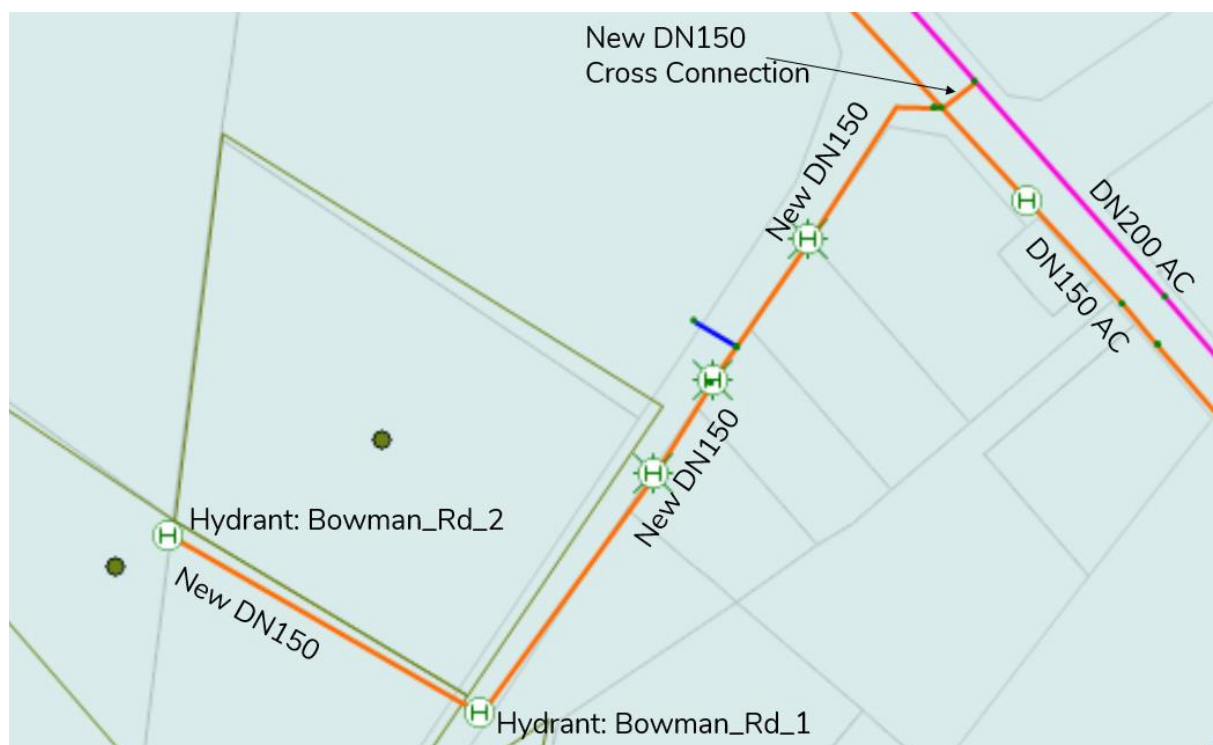 New DN150
Cross Connection
New DN150
H
H
DN200 AC
DN150 AC
H
H
New DN150
H
Hydrant: Bowman_Rd_2
New DN150
H
Hydrant: Bowman_Rd_1